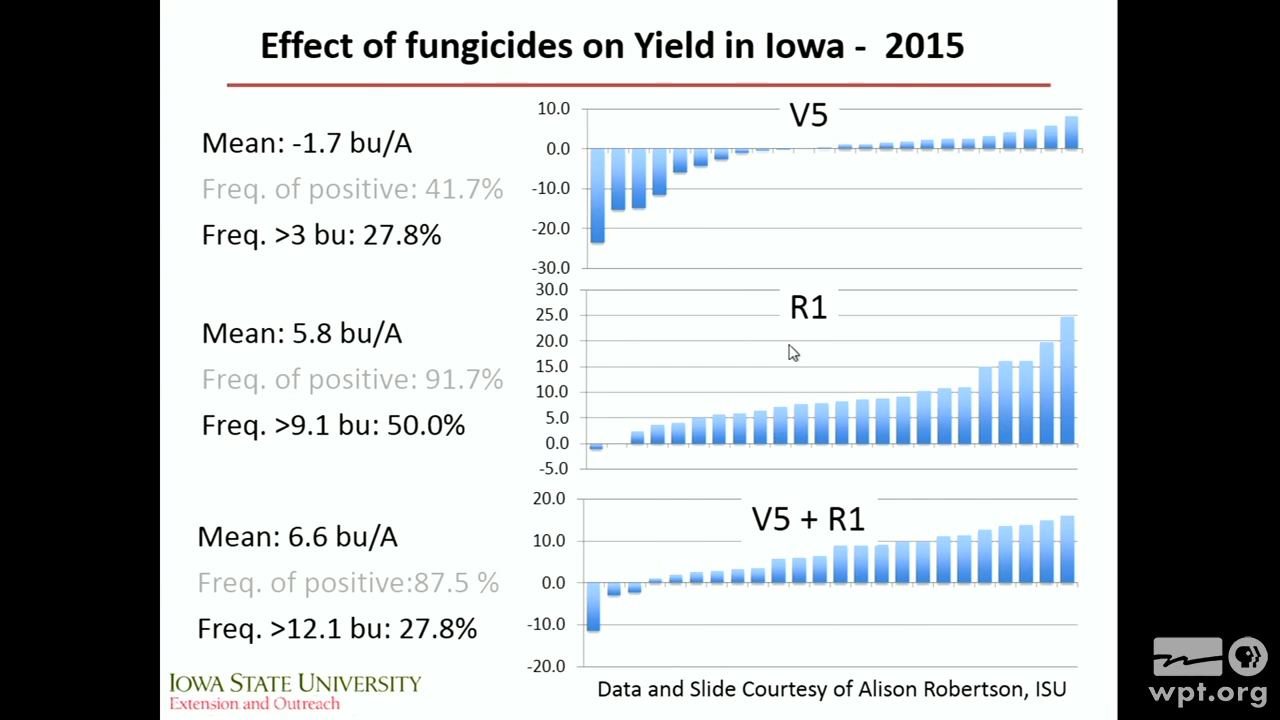 Effect of fungicides on Yield in Iowa - 2015
Mean: -1.7 bu/A
Freq. of positive: 41.7%
Freq. >3 bu: 27.8%
V5
10.0
0.0
-10.0
-20.0
-30.0
Mean: 5.8 bu/A
Freq. of positive: 91.7%
Freq. >9.1 bu: 50.0%
R1
30.0
25.0
20.0
15.0
10.0
5.0
0.0
-5.0
Mean: 6.6 bu/A
Freq. of positive:87.5 %
Freq. >12.1 bu: 27.8%
V5 + R1
20.0
10.0
0.0
-10.0
-20.0
IOWA STATE UNIVERSITY
Extension and Outreach
Data and Slide Courtesy of Alison Robertson, ISU
wpt.org